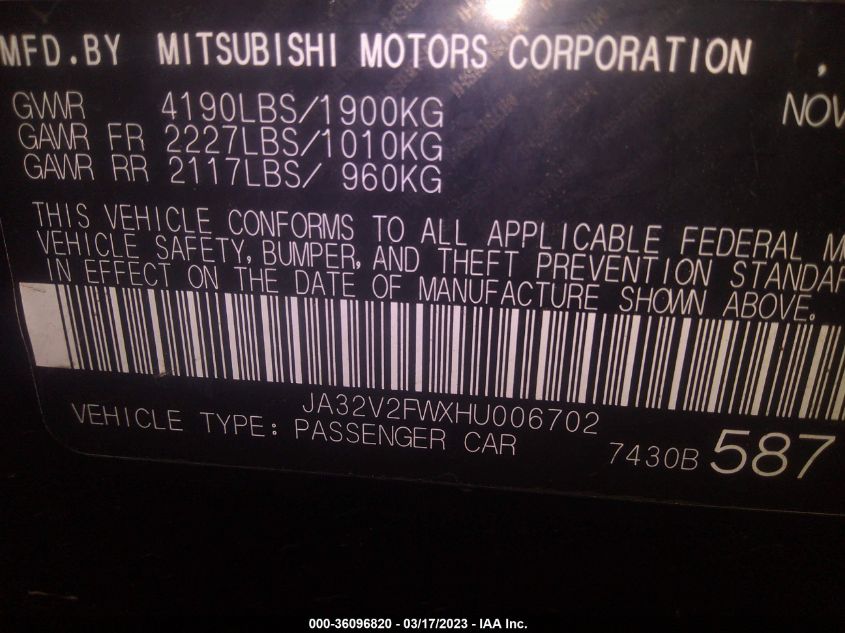 MFD.BY MITSUBISHI MOTORS CORPORATION ,
GVWR 4190LBS/1900KG NOV
GAWR FR 2227LBS/1010KG
GAWR RR 2117LBS/ 960KG
THIS VEHICLE CONFORMS TO ALL APPLICABLE FEDERAL M
VEHICLE SAFETY, BUMPER, AND THEFT PREVENTION STANDAR
IN EFFECT ON THE DATE OF MANUFACTURE SHOWN ABOVE.
JA32V2FWXHU006702
VEHICLE TYPE: PASSENGER CAR 7430B 587
000-36096820 - 03/17/2023 - IAA Inc.